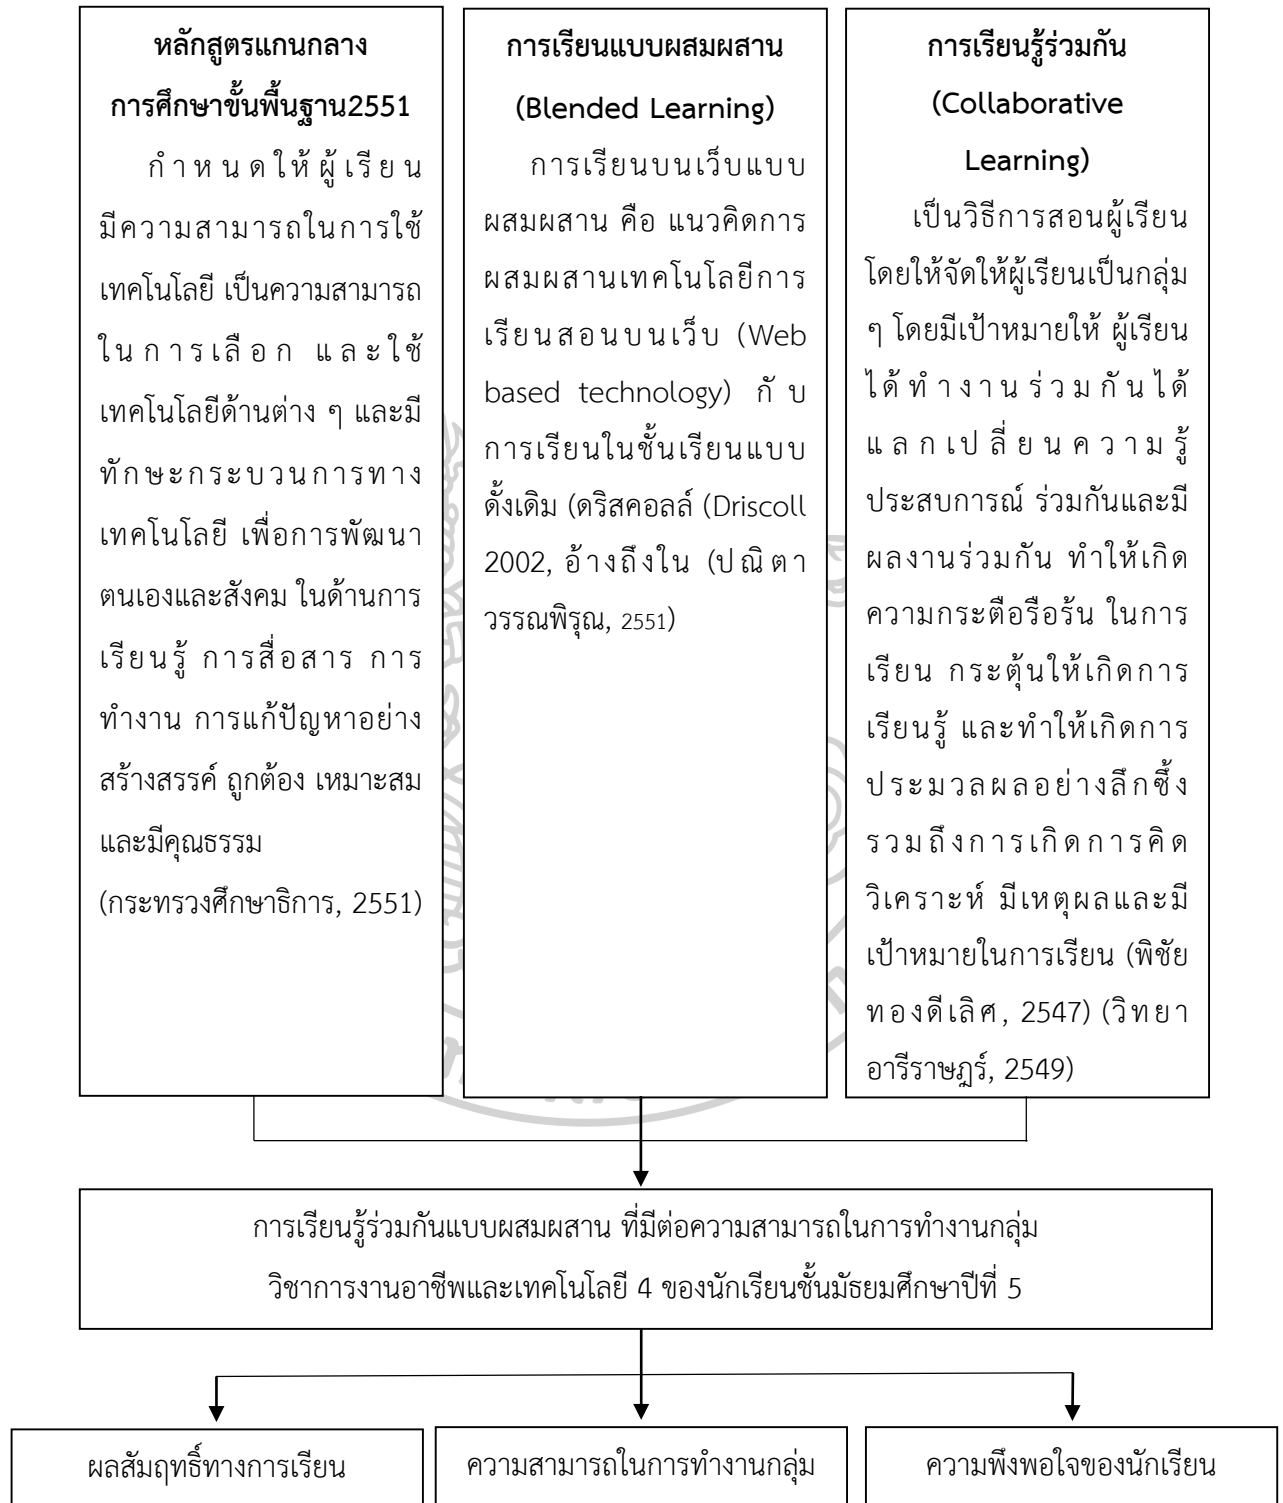 หลักสูตรแกนกลาง
การศึกษาขั้นพื้นฐาน2551
กำหนดให้ผู้เรียน
มีความสามารถในการใช้
เทคโนโลยี เป็นความสามารถ
ในการเลือก และใช้
เทคโนโลยีด้านต่าง ๆ และมี
ทักษะกระบวนการทาง
เทคโนโลยี เพื่อการพัฒนา
ตนเองและสังคม ในด้านการ
เรียนรู้ การสื่อสาร การ
ทำงาน การแก้ปัญหาอย่าง
สร้างสรรค์ ถูกต้อง เหมาะสม
และมีคุณธรรม
(กระทรวงศึกษาธิการ, 2551)
การเรียนแบบผสมผสาน
(Blended Learning)
การเรียนบนเว็บแบบ
ผสมผสาน คือ แนวคิดการ
ผสมผสานเทคโนโลยีการ
เรียนสอนบนเว็บ (Web
based technology) กับ
การเรียนในชั้นเรียนแบบ
ดั้งเดิม (ดริสคอลล์ (Driscoll
2002, อ้างถึงใน (ปณิตา
วรรณพิรุณ, 2551)
การเรียนรู้ร่วมกัน
(Collaborative
Learning)
เป็นวิธีการสอนผู้เรียน
โดยให้จัดให้ผู้เรียนเป็นกลุ่ม
ๆ โดยมีเป้าหมายให้ ผู้เรียน
ได้ทำงานร่วมกันได้
แลกเปลี่ยนความรู้
ประสบการณ์ ร่วมกันและมี
ผลงานร่วมกัน ทำให้เกิด
ความกระตือรือร้น ในการ
เรียน กระตุ้นให้เกิดการ
เรียนรู้ และทำให้เกิดการ
ประมวลผลอย่างลึกซึ้ง
รวมถึงการเกิดการคิด
วิเคราะห์ มีเหตุผลและมี
เป้าหมายในการเรียน (พิชัย
ทองดีเลิศ, 2547) (วิทยา
อารีราษฎร์, 2549)
การเรียนรู้ร่วมกันแบบผสมผสาน ที่มีต่อความสามารถในการทำงานกลุ่ม
วิชาการงานอาชีพและเทคโนโลยี 4 ของนักเรียนชั้นมัธยมศึกษาปีที่ 5
ผลสัมฤทธิ์ทางการเรียน
ความสามารถในการทำงานกลุ่ม
ความพึงพอใจของนักเรียน